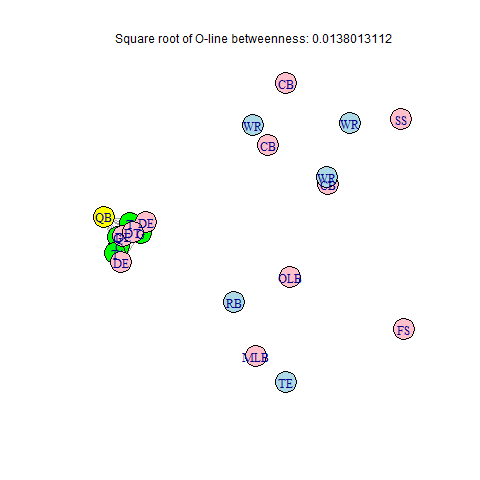 Square root of O-line betweenness: 0.0138013112
CB
SS
WR
WR
CB
WR
CB
QB
DE
DT
DE
OLB
RB
FS
MLB
TE